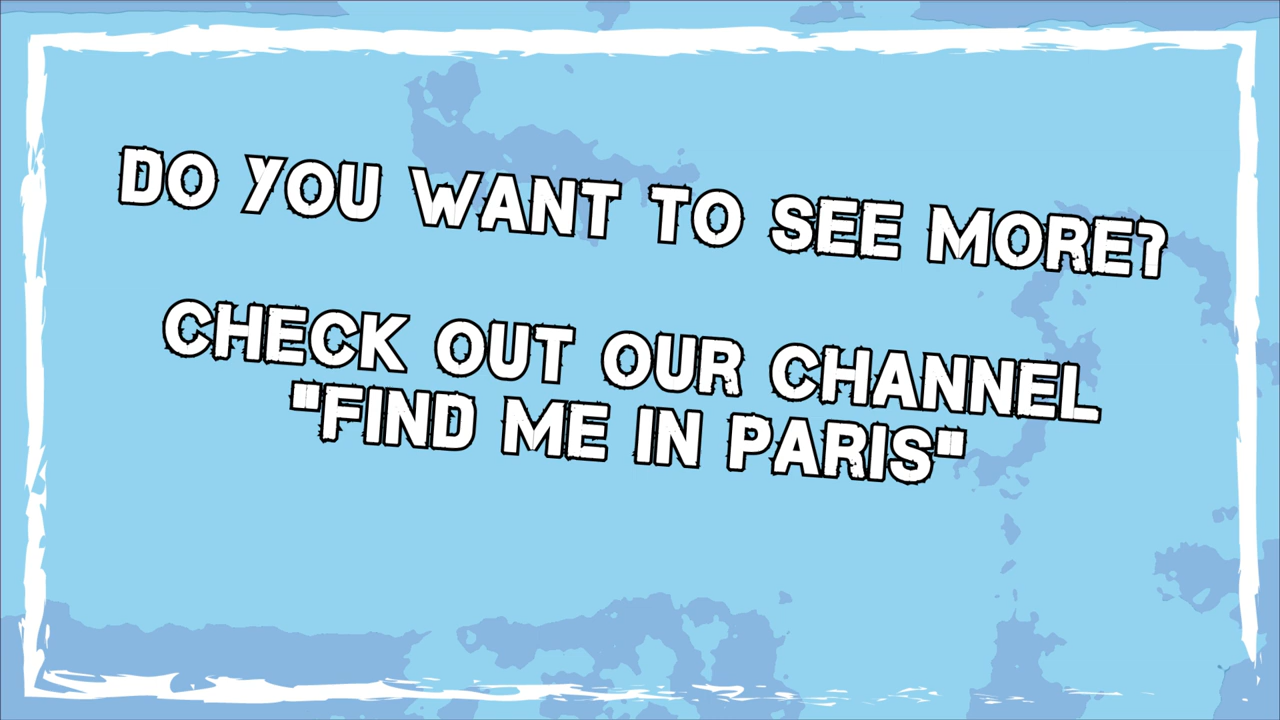 DO YOU WANT TO SEE MORE?
CHECK OUT OUR CHANNEL
"FIND ME IN PARIS"